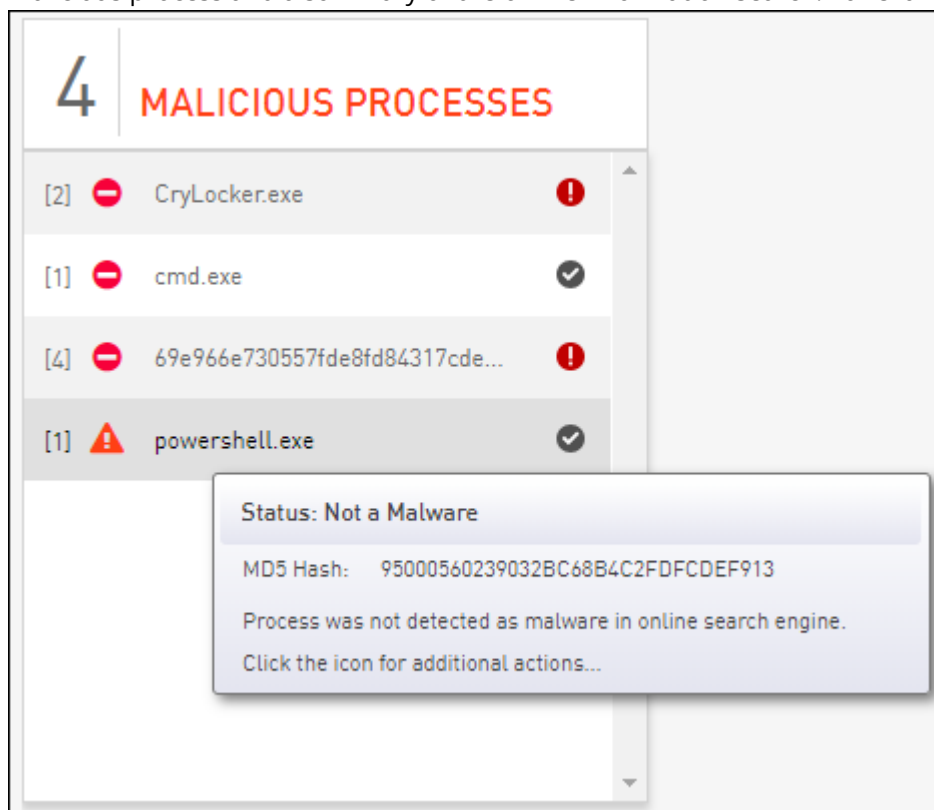 4 MALICIOUS PROCESSES
[2] CryLocker.exe
[1] cmd.exe
[4] 69e966e730557fde8fd84317cde...
[1] powershell.exe
Status: Not a Malware
MD5 Hash: 95000560239032BC68B4C2FDFCDEF913
Process was not detected as malware in online search engine.
Click the icon for additional actions...